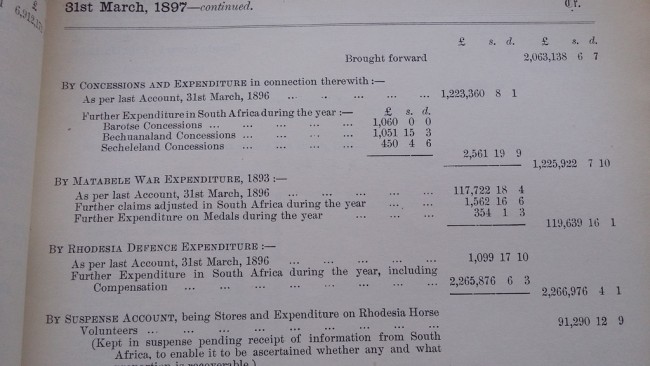 £
6,912,
31st March, 1897—continued.
Cr.
£ s. d. £ s. d.
Brought forward 2,063,138 6 7
BY CONCESSIONS AND EXPENDITURE in connection therewith :—
As per last Account, 31st March, 1896 ... .. ... ... ... 1,223,360 8 1
Further Expenditure in South Africa during the year :— £ s. d.
Barotse Concessions ... ... ... ... ... 1,060 0 0
Bechuanaland Concessions ... ... ... ... 1,051 15 3
Secheleland Concessions ... ... ... ... 450 4 6
2,561 19 9
1,225,922 7 10
BY MATABELE WAR EXPENDITURE, 1893 :—
As per last Account, 31st March, 1896 ... ... ... ... 117,722 18 4
Further claims adjusted in South Africa during the year ... ... 1,562 16 6
Further Expenditure on Medals during the year ... ... ... 354 1 3
119,639 16 1
BY RHODESIA DEFENCE EXPENDITURE :—
As per last Account, 31st March, 1896 ... ... ... ... ... 1,099 17 10
Further Expenditure in South Africa during the year, including
Compensation ... ... ... ... ... ... ... ... 2,265,876 6 3
2,266,976 4 1
BY SUSPENSE ACCOUNT, being Stores and Expenditure on Rhodesia Horse
Volunteers ... ... ... ... ... ... ... ... ... 91,290 12 9
(Kept in suspense pending receipt of information from South
Africa, to enable it to be ascertained whether any and what